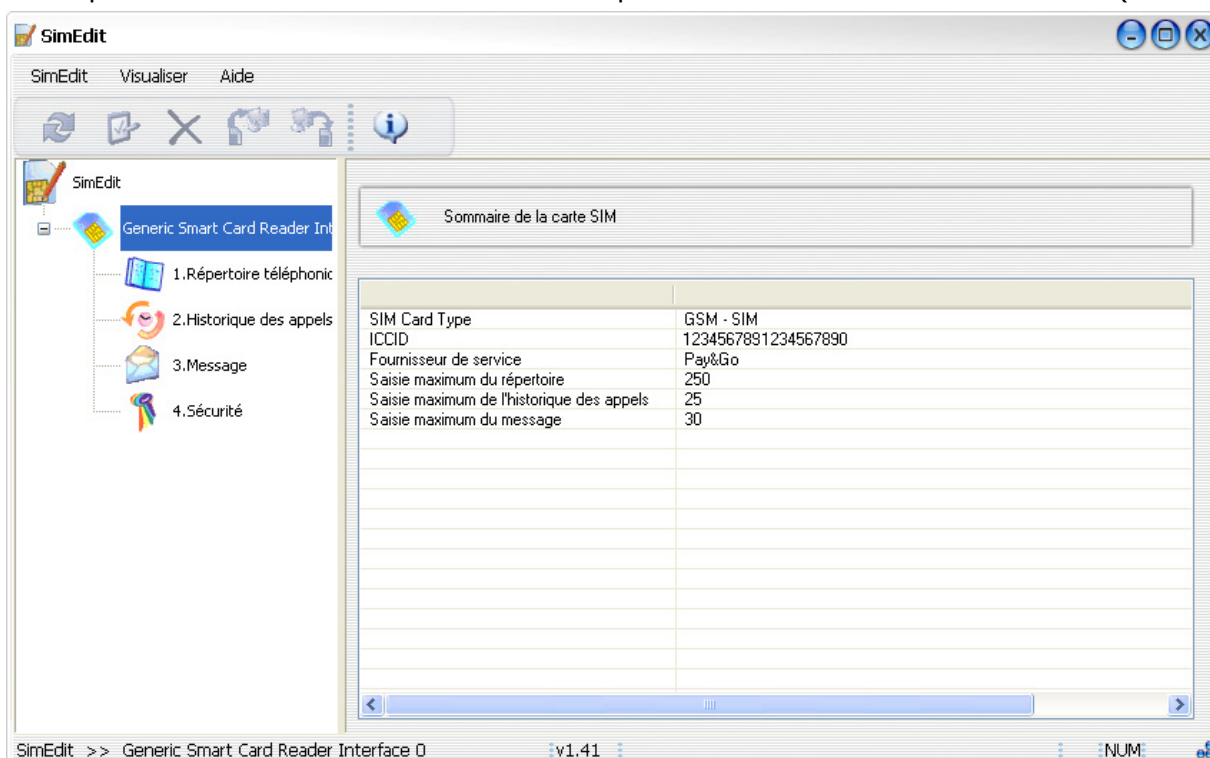 SimEdit
SimEdit Visualiser Aide
SimEdit
Generic Smart Card Reader Int
1.Répertoire téléphonic
2.Historique des appels
3.Message
4.Sécurité
Sommaire de la carte SIM
SIM Card Type GSM - SIM
ICCID 1234567891234567890
Fournisseur de service Pay&Go
Saisie maximum du répertoire 250
Saisie maximum de l'historique des appels 25
Saisie maximum du message 30
SimEdit >> Generic Smart Card Reader Interface 0 v1.41 NUM